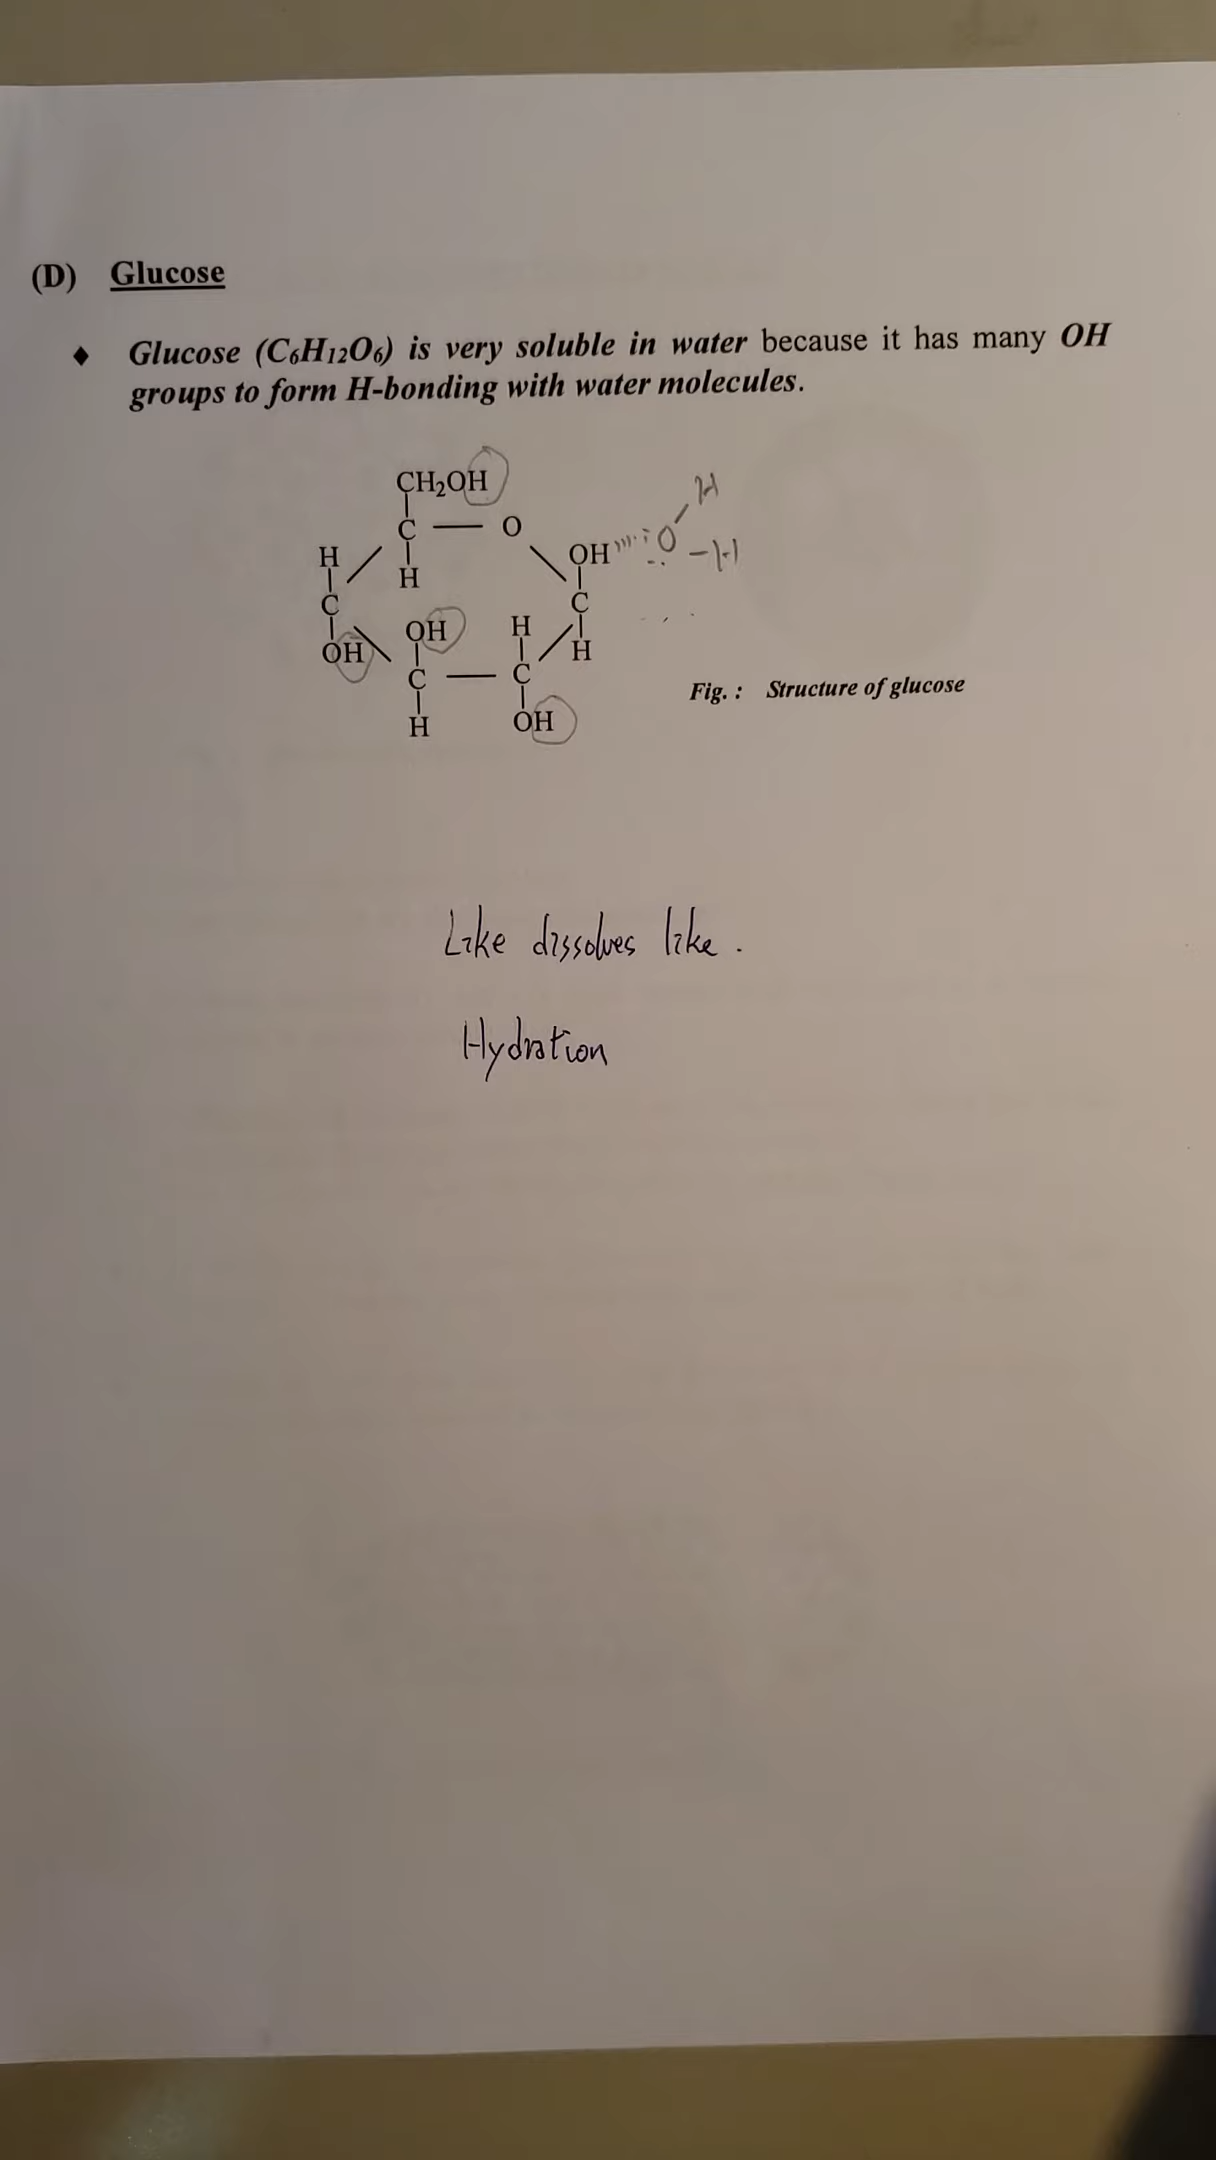 (D) Glucose
♦ Glucose (C₆H₁₂O₆) is very soluble in water because it has many OH
groups to form H-bonding with water molecules.
CH₂OH
H
C — O
OH
O
H
-H
H
H
C
C
OH
OH
H
H
C — C
H
OH
Fig. : Structure of glucose
Like dissolves like.
Hydration